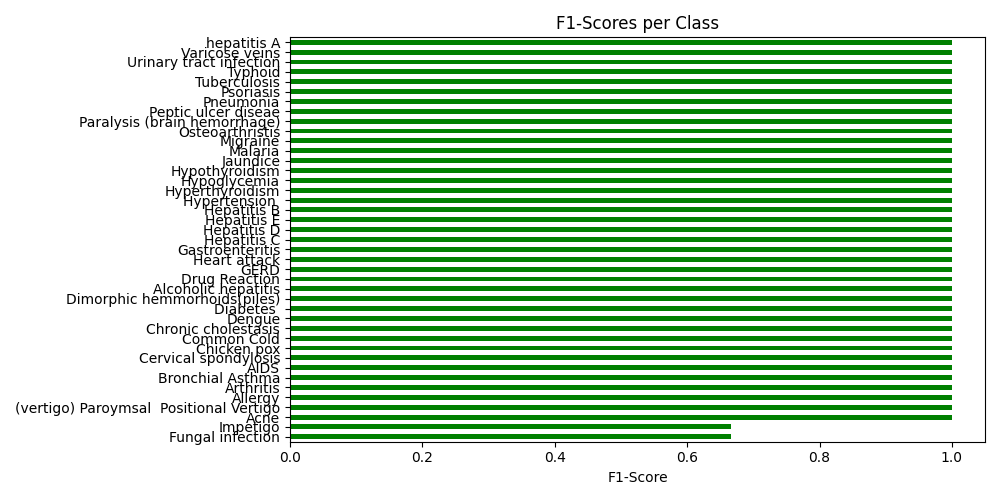 F1-Scores per Class
hepatitis A
Varicose veins
Urinary tract infection
Typhoid
Tuberculosis
Psoriasis
Pneumonia
Peptic ulcer diseae
Paralysis (brain hemorrhage)
Osteoarthristis
Migraine
Malaria
Jaundice
Hypothyroidism
Hypoglycemia
Hyperthyroidism
Hypertension
Hepatitis B
Hepatitis E
Hepatitis D
Hepatitis C
Gastroenteritis
Heart attack
GERD
Drug Reaction
Alcoholic hepatitis
Dimorphic hemmorhoids(piles)
Diabetes
Dengue
Chronic cholestasis
Common Cold
Chicken pox
Cervical spondylosis
AIDS
Bronchial Asthma
Arthritis
Allergy
(vertigo) Paroymsal  Positional Vertigo
Acne
Impetigo
Fungal infection
0.0 0.2 0.4 0.6 0.8 1.0
F1-Score